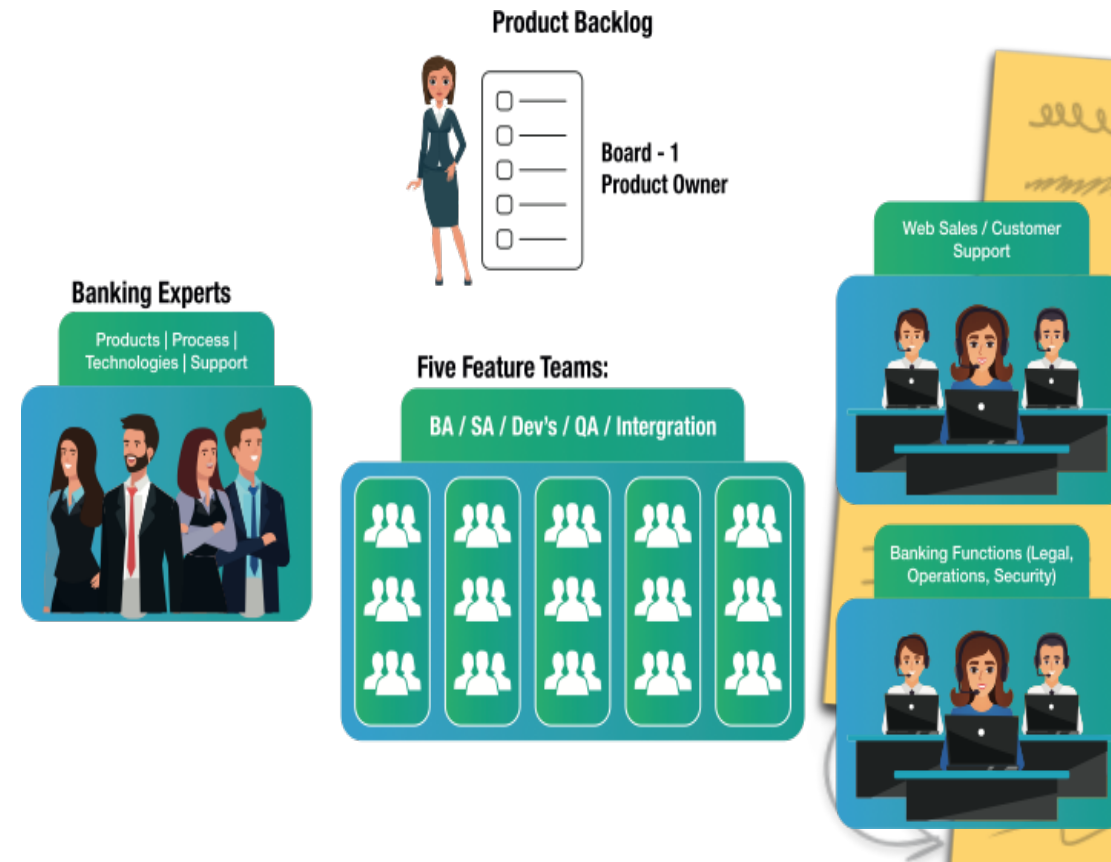 Product Backlog
Board - 1
Product Owner
Banking Experts
Products | Process |
Technologies | Support
Five Feature Teams:
BA / SA / Dev's / QA / Intergration
Web Sales / Customer
Support
Banking Functions (Legal,
Operations, Security)